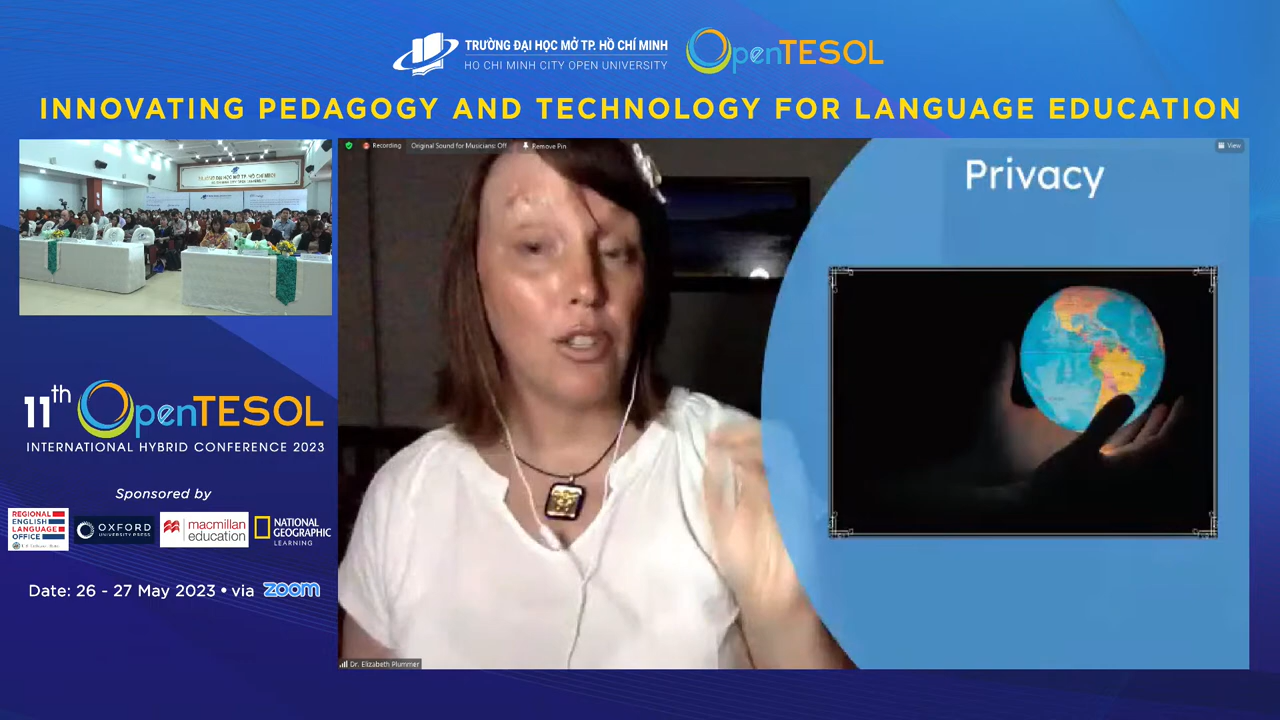 TRƯỜNG ĐẠI HỌC MỞ TP. HỒ CHÍ MINH
HO CHI MINH CITY OPEN UNIVERSITY
OpenTESOL
INNOVATING PEDAGOGY AND TECHNOLOGY FOR LANGUAGE EDUCATION
Recording
Original Sound for Musicians: Off
Remove Pin
View
Privacy
11th OpenTESOL
INTERNATIONAL HYBRID CONFERENCE 2023
Sponsored by
REGIONAL
ENGLISH
LANGUAGE
OFFICE
OXFORD
UNIVERSITY PRESS
macmillan
education
NATIONAL
GEOGRAPHIC
LEARNING
Date: 26 - 27 May 2023 • via zoom
Dr. Elizabeth Plummer